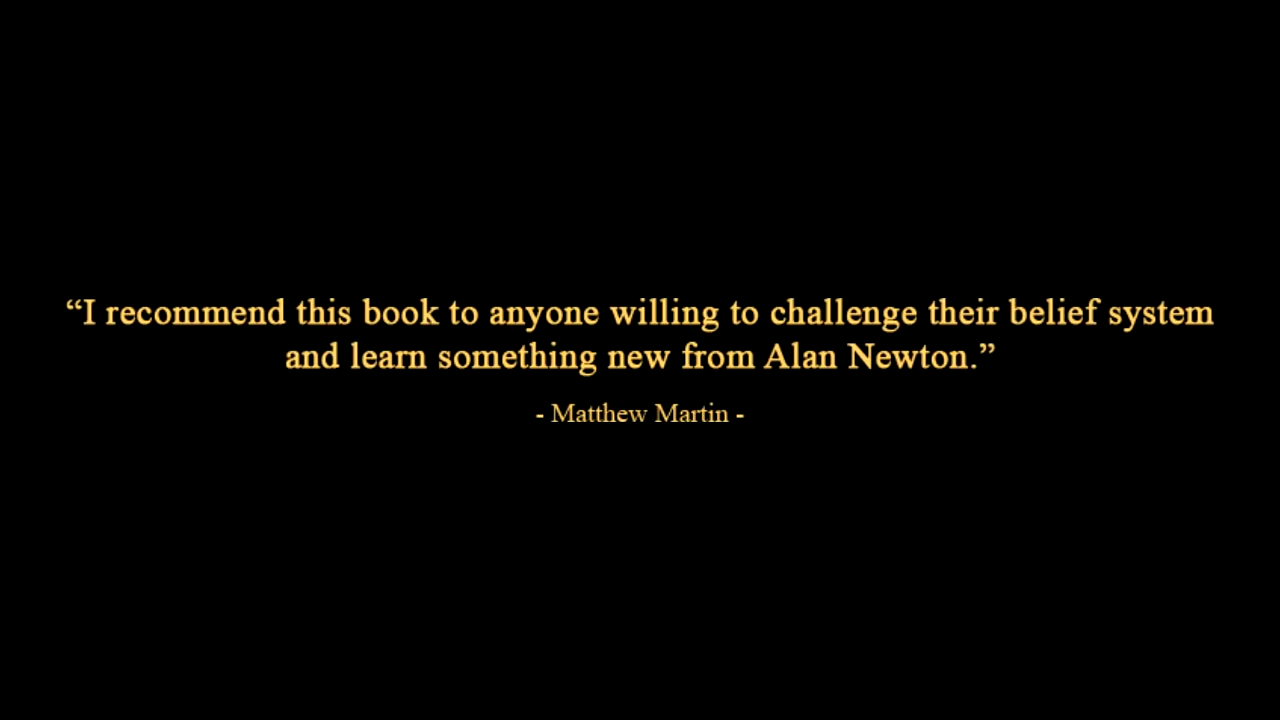 “I recommend this book to anyone willing to challenge their belief system
and learn something new from Alan Newton.”
- Matthew Martin -